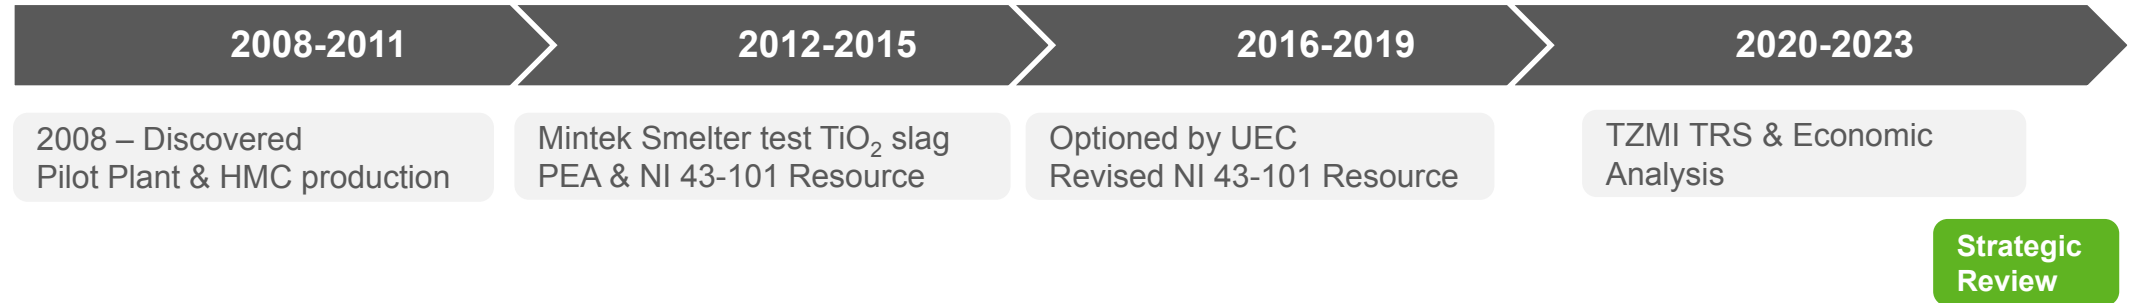 2008-2011
2012-2015
2016-2019
2020-2023
2008 – Discovered
Pilot Plant & HMC production
Mintek Smelter test TiO₂ slag
PEA & NI 43-101 Resource
Optioned by UEC
Revised NI 43-101 Resource
TZMI TRS & Economic
Analysis
Strategic
Review